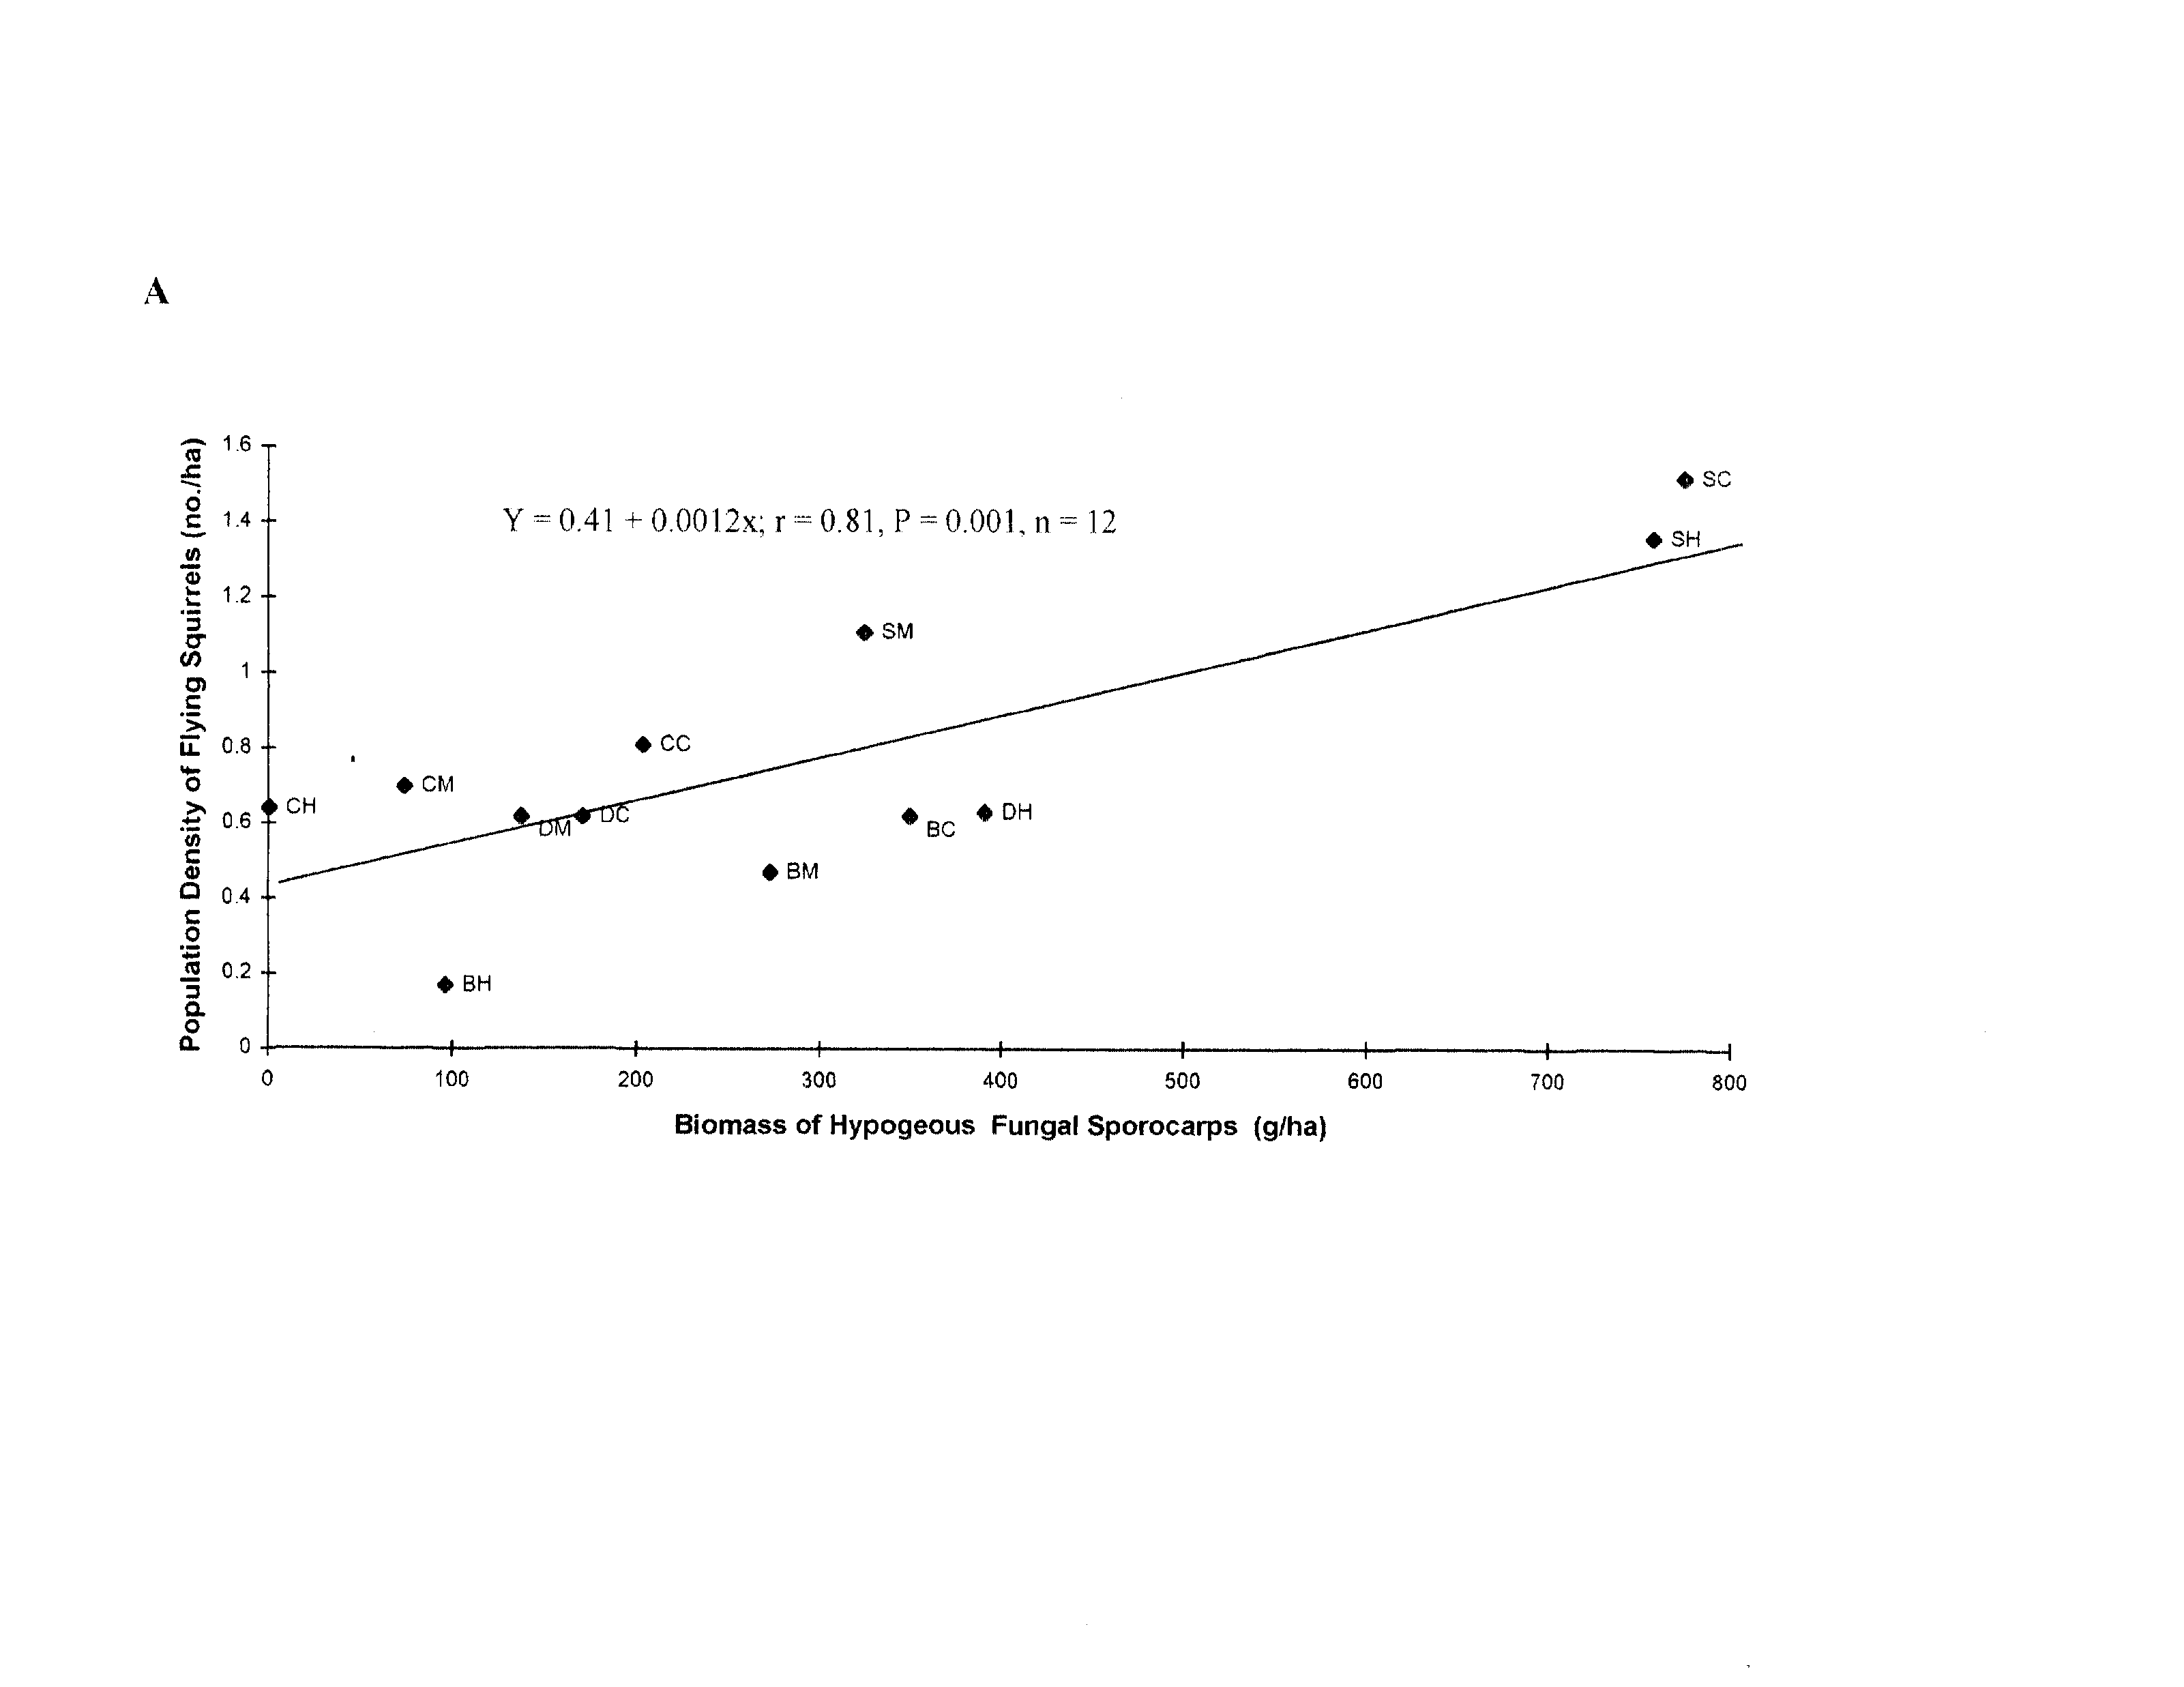 A
Population Density of Flying Squirrels (no./ha)
1.6
1.4
1.2
1
0.8
0.6
0.4
0.2
0
Y = 0.41 + 0.0012x; r = 0.81, P = 0.001, n = 12
SC
SH
SM
CC
CM
CH
DM
DC
BC
DH
BM
BH
0 100 200 300 400 500 600 700 800
Biomass of Hypogeous Fungal Sporocarps (g/ha)